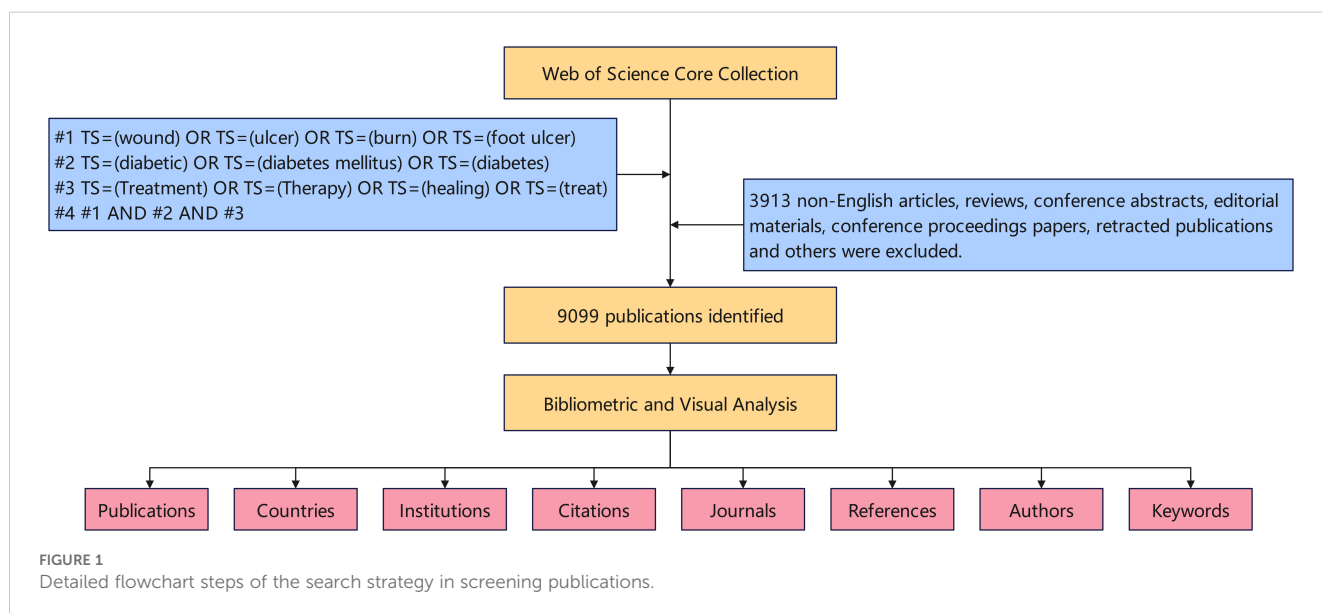 Web of Science Core Collection
#1 TS=(wound) OR TS=(ulcer) OR TS=(burn) OR TS=(foot ulcer)
#2 TS=(diabetic) OR TS=(diabetes mellitus) OR TS=(diabetes)
#3 TS=(Treatment) OR TS=(Therapy) OR TS=(healing) OR TS=(treat)
#4 #1 AND #2 AND #3
3913 non-English articles, reviews, conference abstracts, editorial
materials, conference proceedings papers, retracted publications
and others were excluded.
9099 publications identified
Bibliometric and Visual Analysis
Publications
Countries
Institutions
Citations
Journals
References
Authors
Keywords
FIGURE 1
Detailed flowchart steps of the search strategy in screening publications.